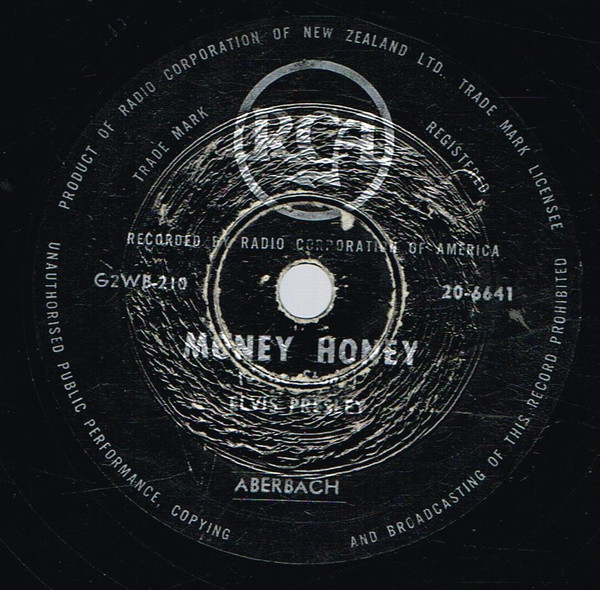 PRODUCT OF RADIO CORPORATION OF NEW ZEALAND LTD. TRADE MARK LICENSEE
TRADE MARK
REGISTERED
RCA
RECORDED BY RADIO CORPORATION OF AMERICA
G2WB-210
20-6641
MONEY HONEY
ELVIS PRESLEY
ABERBACH
UNAUTHORISED PUBLIC PERFORMANCE, COPYING
AND BROADCASTING OF THIS RECORD PROHIBITED